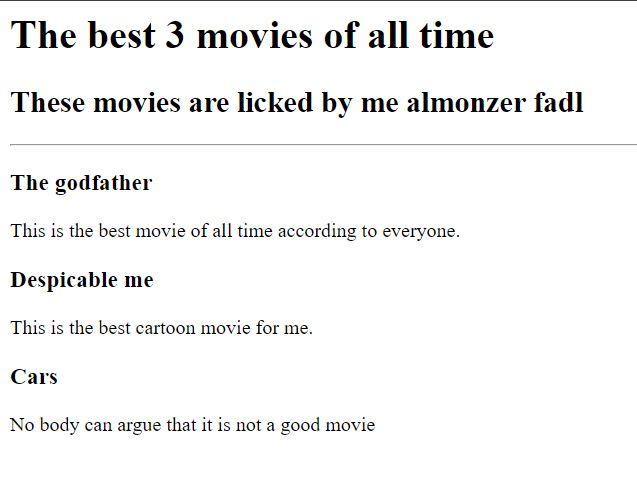 The best 3 movies of all time
These movies are licked by me almonzer fadl
The godfather
This is the best movie of all time according to everyone.
Despicable me
This is the best cartoon movie for me.
Cars
No body can argue that it is not a good movie